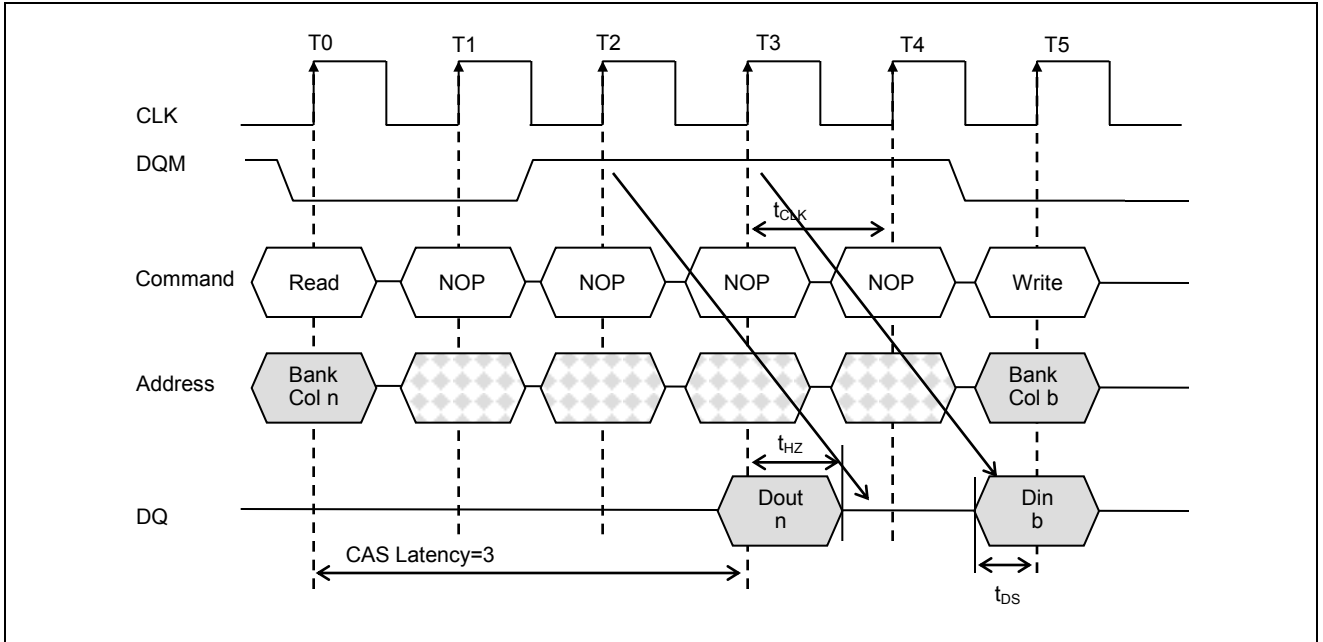 T0 T1 T2 T3 T4 T5
CLK
DQM
tCLK
Command Read NOP NOP NOP NOP Write
Address Bank Col n Bank Col b
tHZ
DQ Dout n Din b
CAS Latency=3
tDS